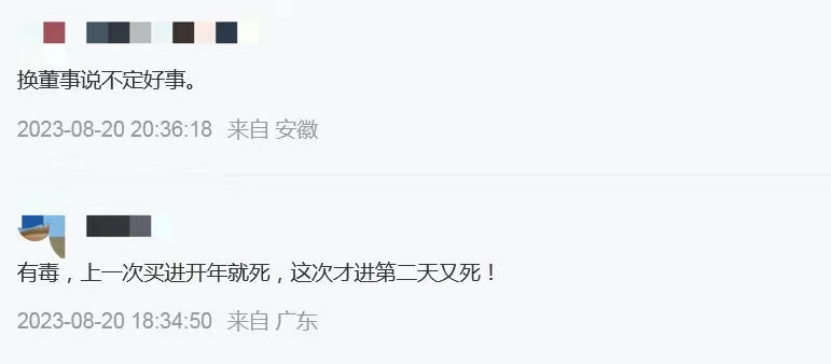 换董事说不定好事。
2023-08-20 20:36:18 来自 安徽
有毒，上一次买进开年就死，这次才进第二天又死！
2023-08-20 18:34:50 来自 广东